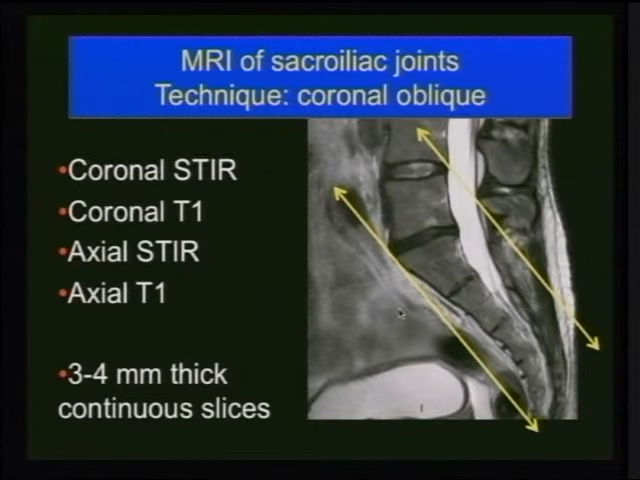 MRI of sacroiliac joints
Technique: coronal oblique
•Coronal STIR
•Coronal T1
•Axial STIR
•Axial T1
•3-4 mm thick
continuous slices